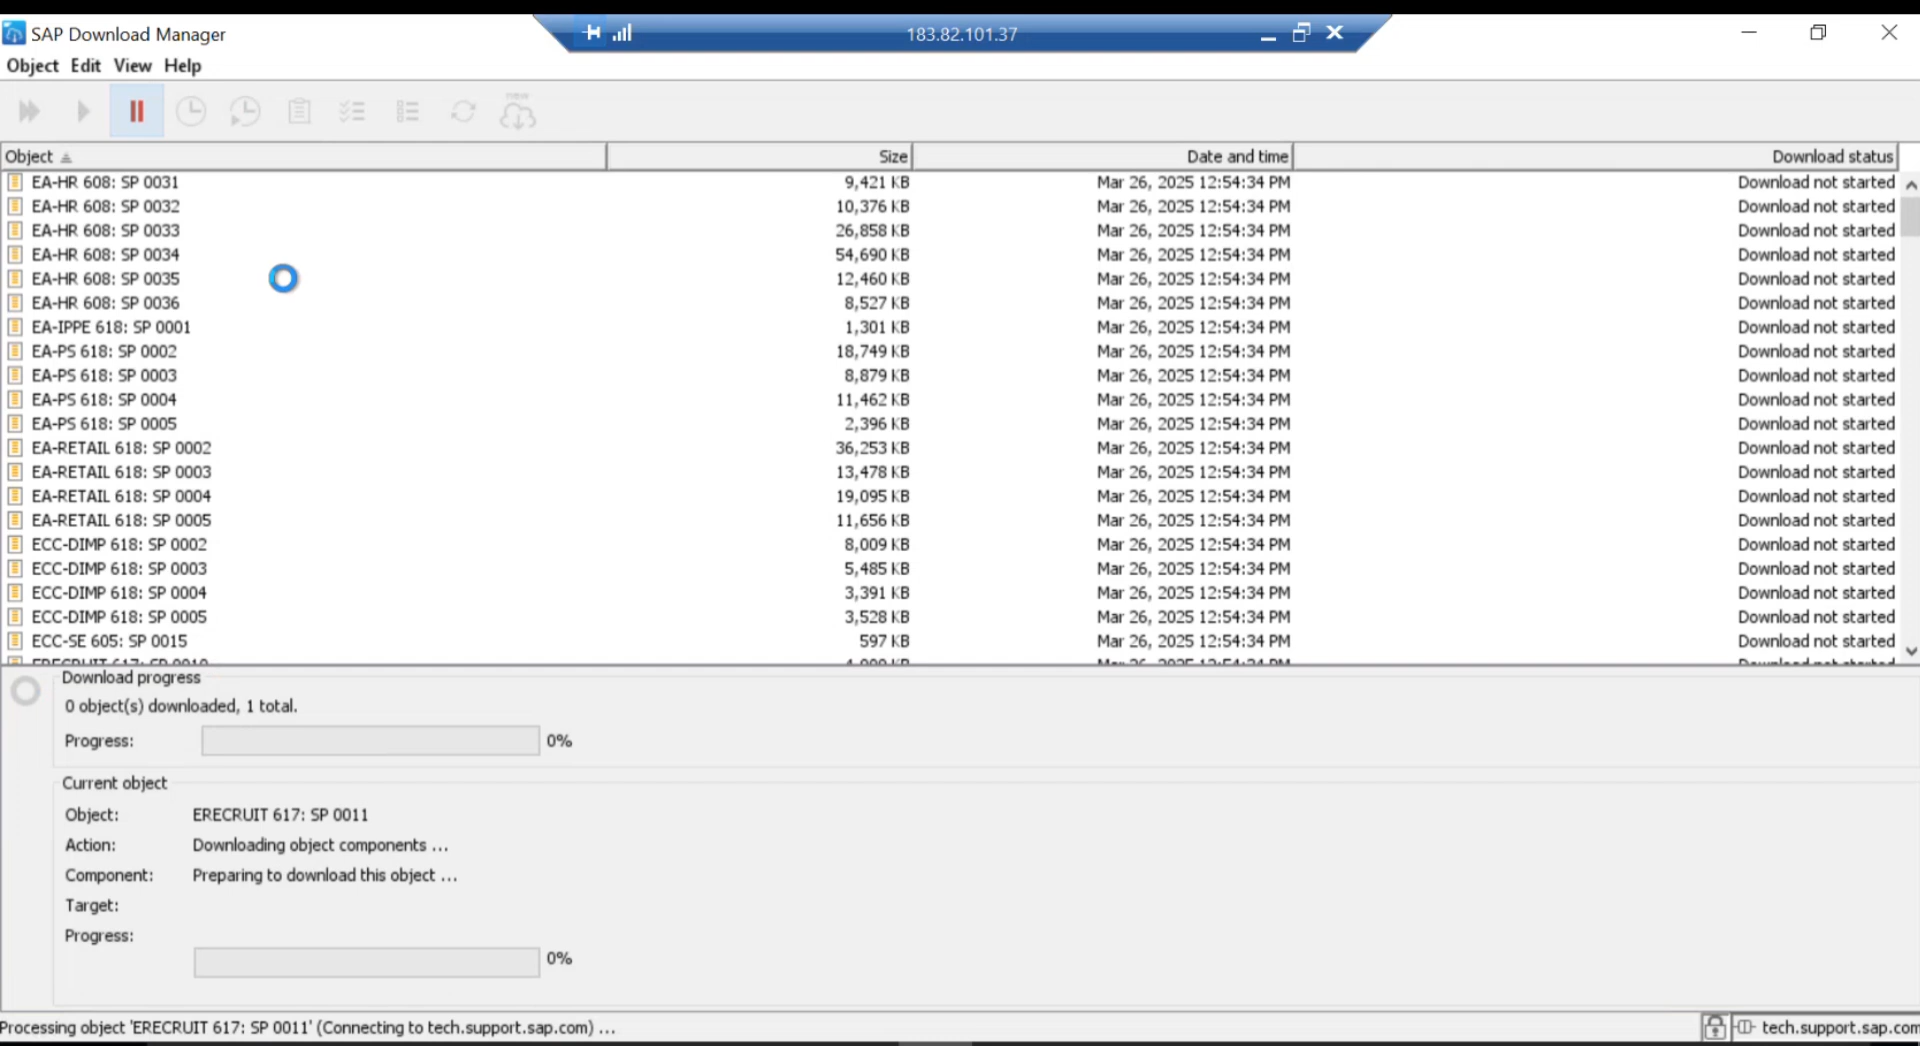 SAP Download Manager
183.82.101.37
Object Edit View Help
NEW
Object Size Date and time Download status
EA-HR 608: SP 0031 9,421 KB Mar 26, 2025 12:54:34 PM Download not started
EA-HR 608: SP 0032 10,376 KB Mar 26, 2025 12:54:34 PM Download not started
EA-HR 608: SP 0033 26,858 KB Mar 26, 2025 12:54:34 PM Download not started
EA-HR 608: SP 0034 54,690 KB Mar 26, 2025 12:54:34 PM Download not started
EA-HR 608: SP 0035 12,460 KB Mar 26, 2025 12:54:34 PM Download not started
EA-HR 608: SP 0036 8,527 KB Mar 26, 2025 12:54:34 PM Download not started
EA-IPPE 618: SP 0001 1,301 KB Mar 26, 2025 12:54:34 PM Download not started
EA-PS 618: SP 0002 18,749 KB Mar 26, 2025 12:54:34 PM Download not started
EA-PS 618: SP 0003 8,879 KB Mar 26, 2025 12:54:34 PM Download not started
EA-PS 618: SP 0004 11,462 KB Mar 26, 2025 12:54:34 PM Download not started
EA-PS 618: SP 0005 2,396 KB Mar 26, 2025 12:54:34 PM Download not started
EA-RETAIL 618: SP 0002 36,253 KB Mar 26, 2025 12:54:34 PM Download not started
EA-RETAIL 618: SP 0003 13,478 KB Mar 26, 2025 12:54:34 PM Download not started
EA-RETAIL 618: SP 0004 19,095 KB Mar 26, 2025 12:54:34 PM Download not started
EA-RETAIL 618: SP 0005 11,656 KB Mar 26, 2025 12:54:34 PM Download not started
ECC-DIMP 618: SP 0002 8,009 KB Mar 26, 2025 12:54:34 PM Download not started
ECC-DIMP 618: SP 0003 5,485 KB Mar 26, 2025 12:54:34 PM Download not started
ECC-DIMP 618: SP 0004 3,391 KB Mar 26, 2025 12:54:34 PM Download not started
ECC-DIMP 618: SP 0005 3,528 KB Mar 26, 2025 12:54:34 PM Download not started
ECC-SE 605: SP 0015 597 KB Mar 26, 2025 12:54:34 PM Download not started
Download progress
0 object(s) downloaded, 1 total.
Progress: 0%
Current object
Object: ERECRUIT 617: SP 0011
Action: Downloading object components ...
Component: Preparing to download this object ...
Target:
Progress:
0%
Processing object 'ERECRUIT 617: SP 0011' (Connecting to tech.support.sap.com) ... tech.support.sap.com